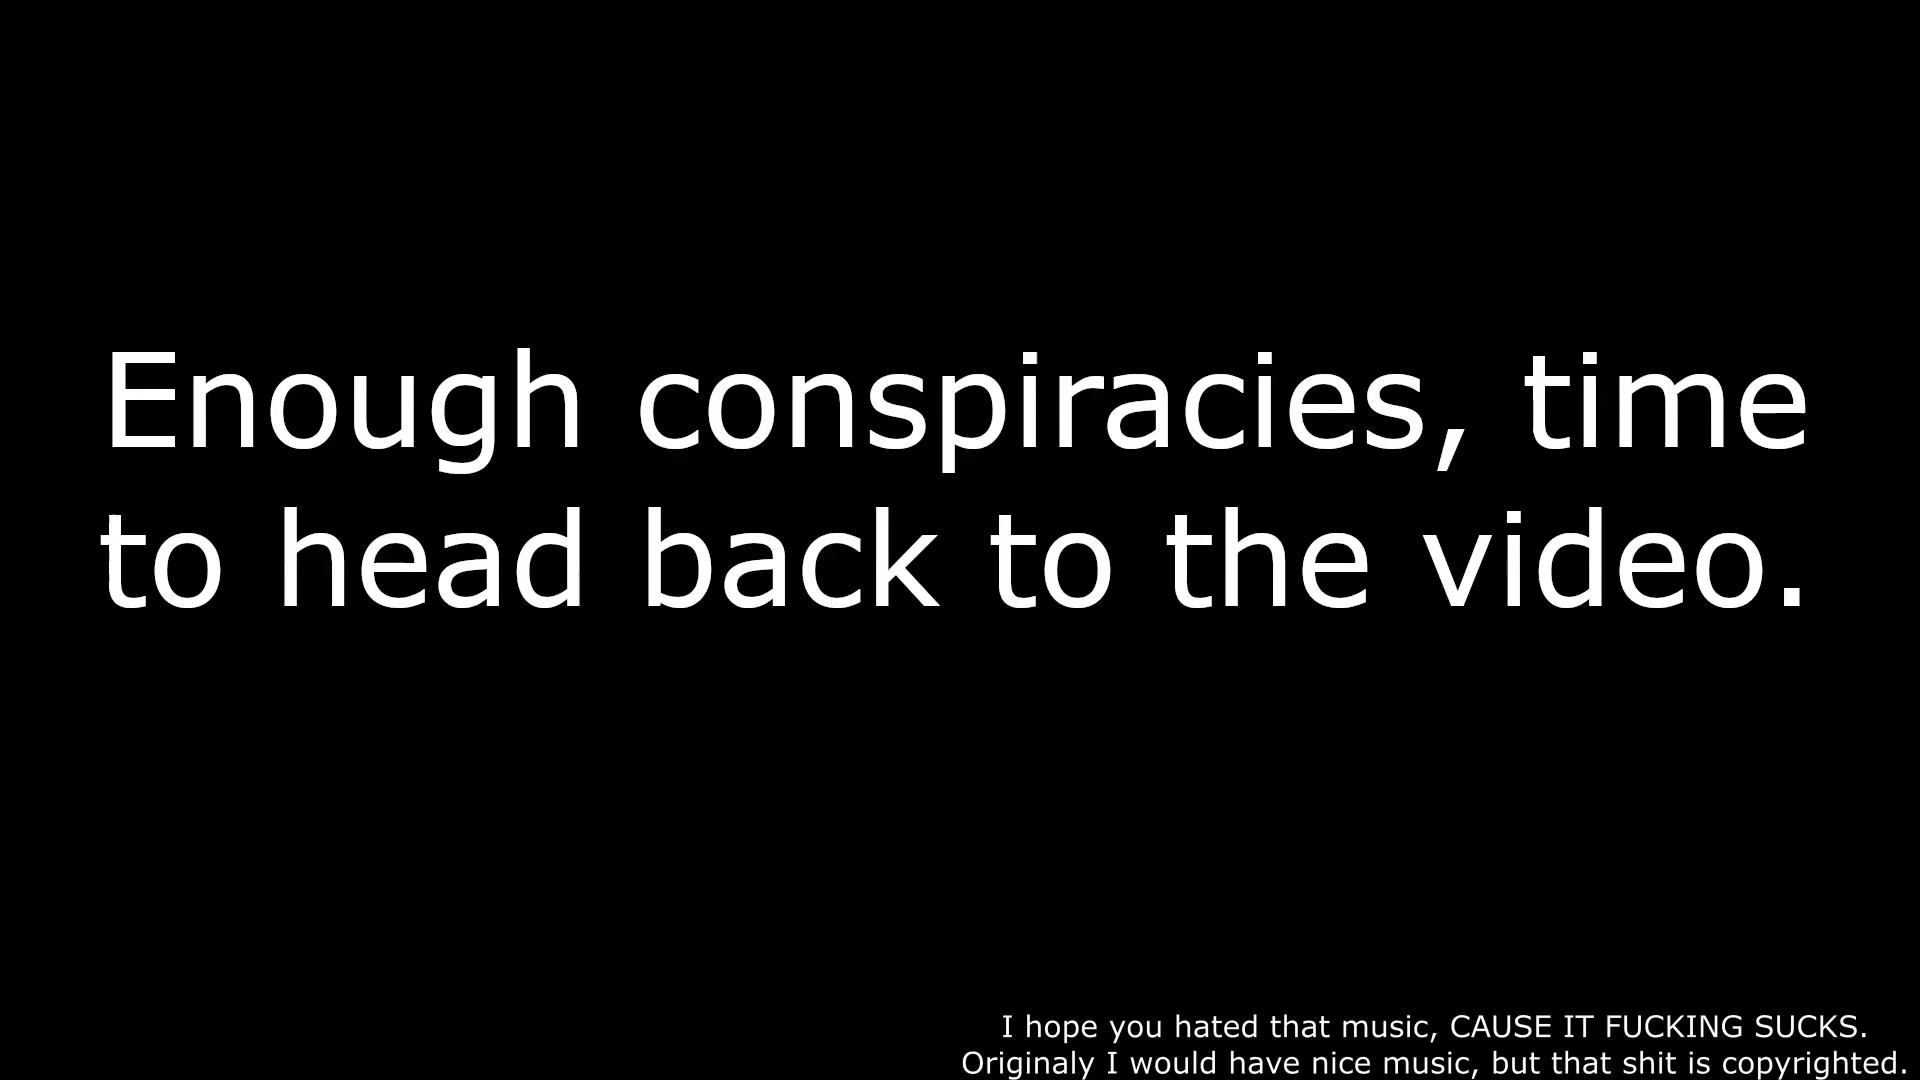 Enough conspiracies, time
to head back to the video.
I hope you hated that music, CAUSE IT FUCKING SUCKS.
Originaly I would have nice music, but that shit is copyrighted.